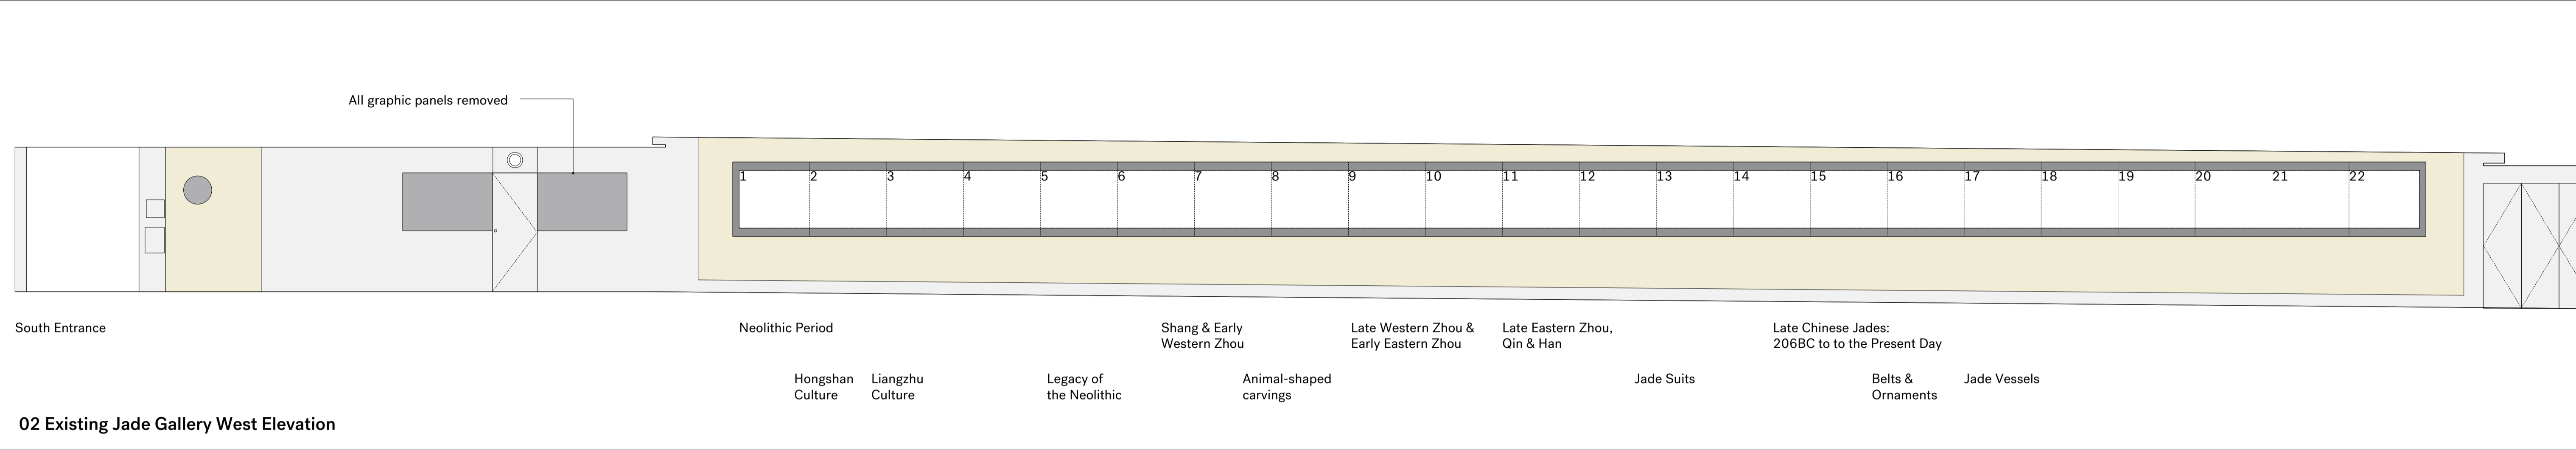 All graphic panels removed
1 2 3 4 5 6 7 8 9 10 11 12 13 14 15 16 17 18 19 20 21 22
South Entrance
Neolithic Period
Shang & Early
Western Zhou
Late Western Zhou &
Early Eastern Zhou
Late Eastern Zhou,
Qin & Han
Late Chinese Jades:
206BC to to the Present Day
Hongshan
Culture
Liangzhu
Culture
Legacy of
the Neolithic
Animal-shaped
carvings
Jade Suits
Belts &
Ornaments
Jade Vessels
02 Existing Jade Gallery West Elevation